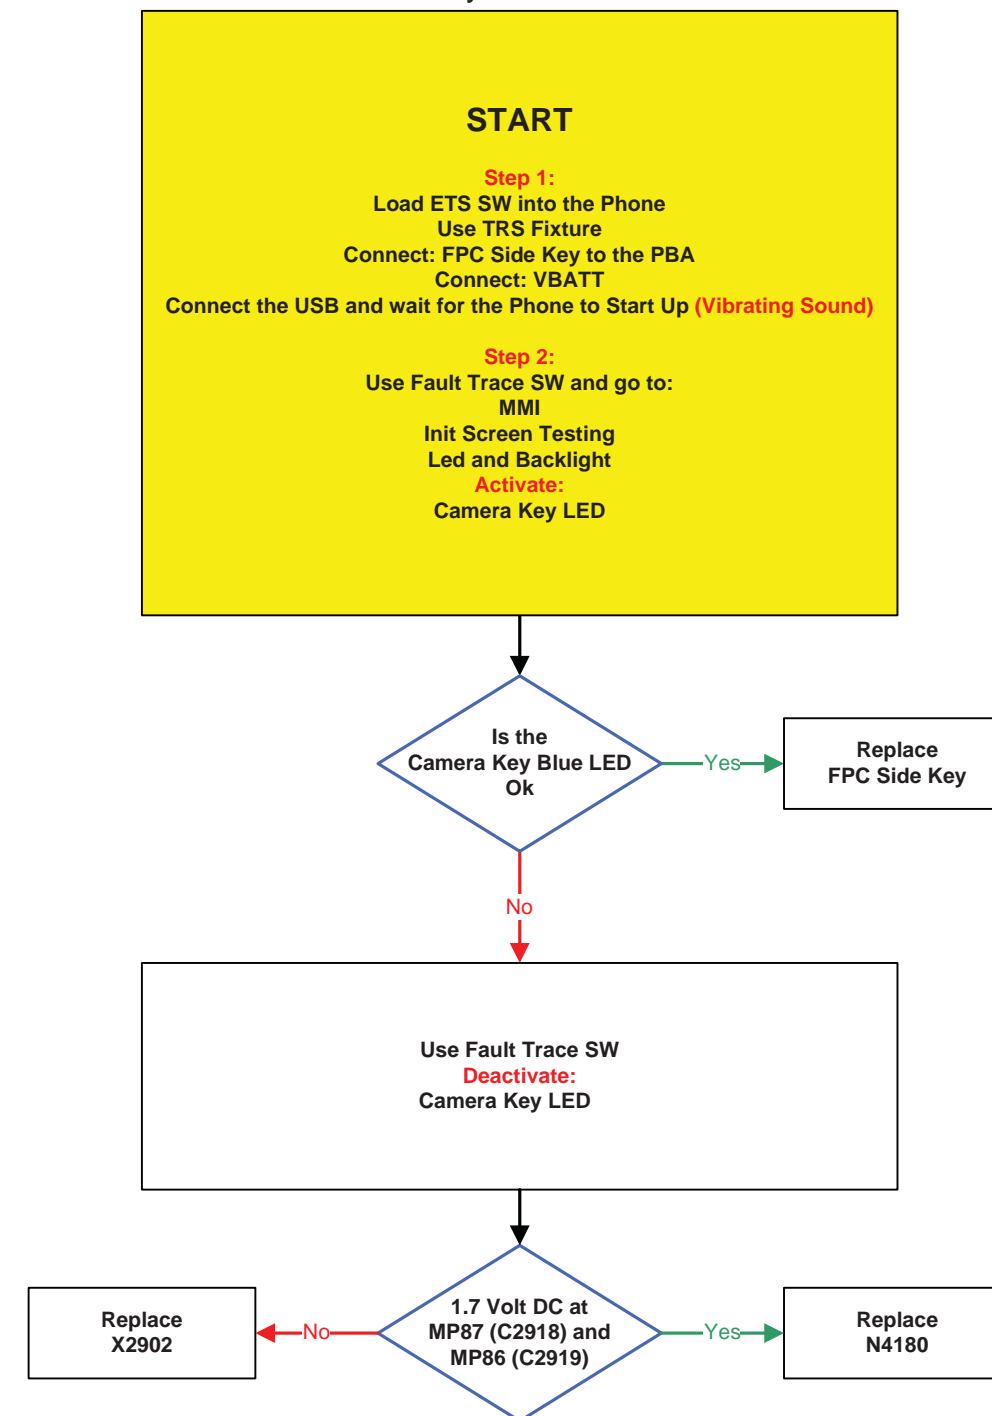 START
Step 1:
Load ETS SW into the Phone
Use TRS Fixture
Connect: FPC Side Key to the PBA
Connect: VBATT
Connect the USB and wait for the Phone to Start Up (Vibrating Sound)
Step 2:
Use Fault Trace SW and go to:
MMI
Init Screen Testing
Led and Backlight
Activate:
Camera Key LED
Is the
Camera Key Blue LED
Ok
Yes
Replace
FPC Side Key
No
Use Fault Trace SW
Deactivate:
Camera Key LED
1.7 Volt DC at
MP87 (C2918) and
MP86 (C2919)
No
Replace
X2902
Yes
Replace
N4180